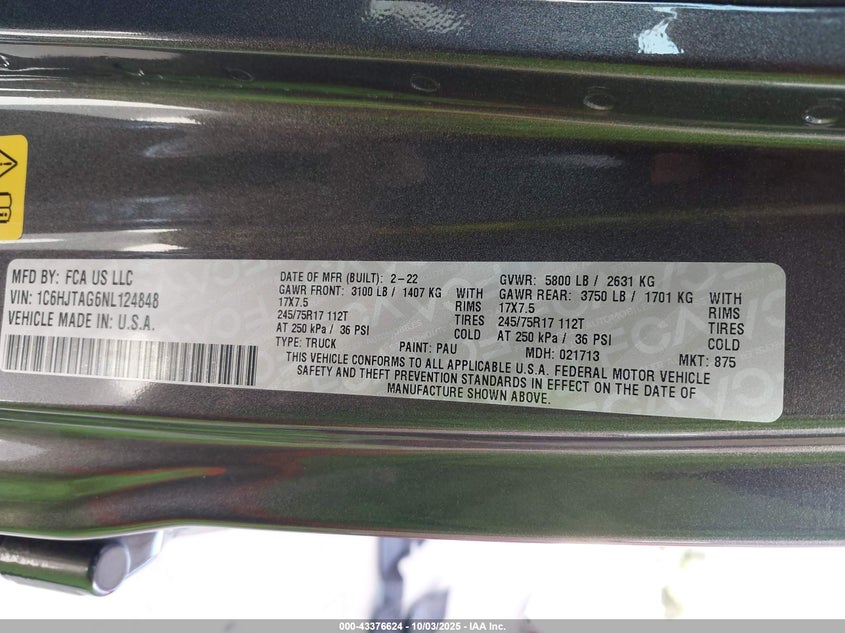 MFD BY: FCA US LLC
VIN: 1C6HJTAG6NL124848
VEHICLE MADE IN: U.S.A.
DATE OF MFR (BUILT): 2-22
GVWR: 5800 LB / 2631 KG
GAWR FRONT: 3100 LB / 1407 KG WITH GAWR REAR: 3750 LB / 1701 KG WITH
17X7.5 RIMS 17X7.5 RIMS
245/75R17 112T TIRES 245/75R17 112T TIRES
AT 250 kPa / 36 PSI COLD AT 250 kPa / 36 PSI COLD
TYPE: TRUCK PAINT: PAU MDH: 021713 MKT: 875
THIS VEHICLE CONFORMS TO ALL APPLICABLE U.S.A. FEDERAL MOTOR VEHICLE
SAFETY AND THEFT PREVENTION STANDARDS IN EFFECT ON THE DATE OF
MANUFACTURE SHOWN ABOVE.
000-43376624 - 10/03/2025 - IAA Inc.